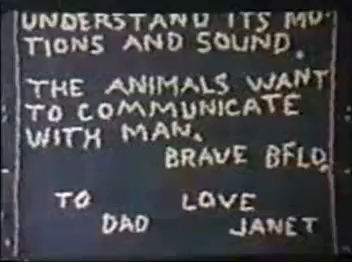 UNDERSTAND ITS MO-
TIONS AND SOUND.
THE ANIMALS WANT
TO COMMUNICATE
WITH MAN.
BRAVE BFLO.
TO LOVE
DAD JANET